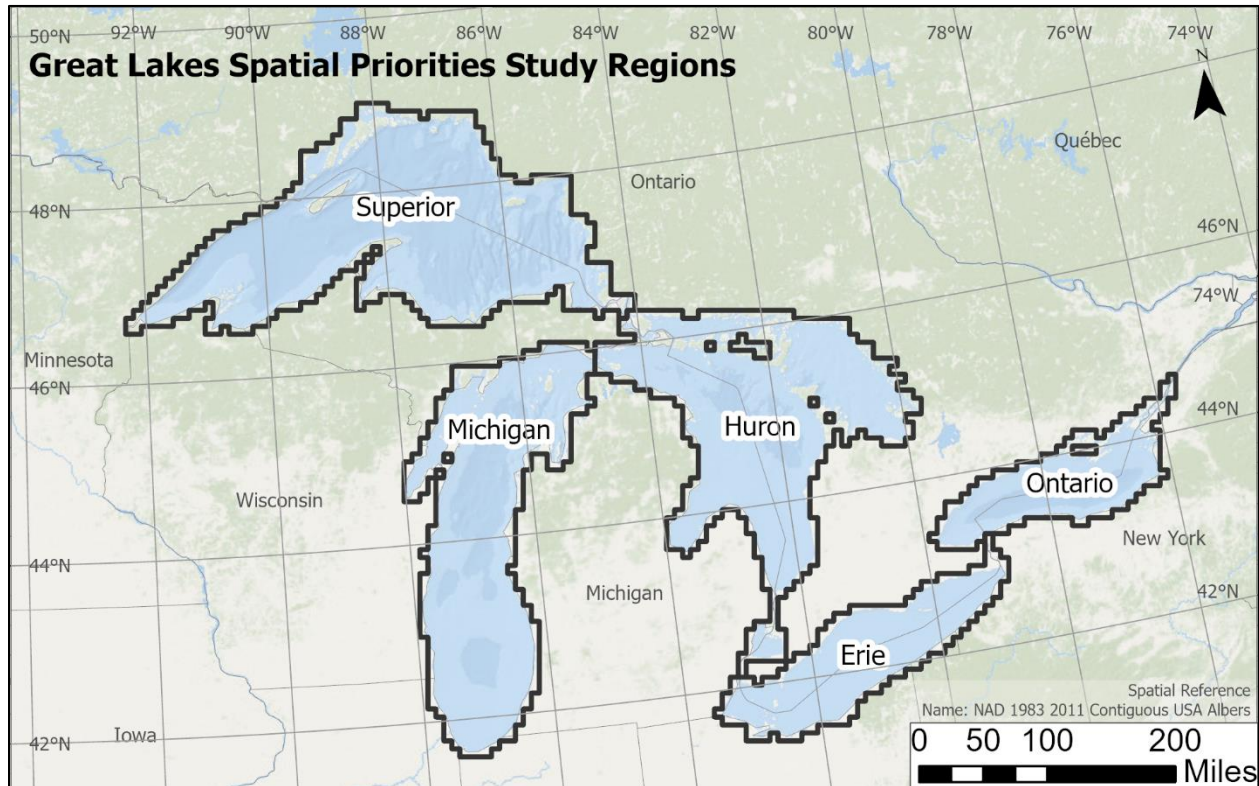 92°W 90°W 88°W 86°W 84°W 82°W 80°W 78°W 76°W 74°W
50°N
Great Lakes Spatial Priorities Study Regions
N
Québec
Ontario
Superior
48°N
46°N
74°W
Minnesota
46°N
44°N
Michigan
Huron
Ontario
Wisconsin
New York
44°N
Michigan
42°N
Erie
Spatial Reference
Name: NAD 1983 2011 Contiguous USA Albers
Iowa
42°N
0 50 100 200
Miles